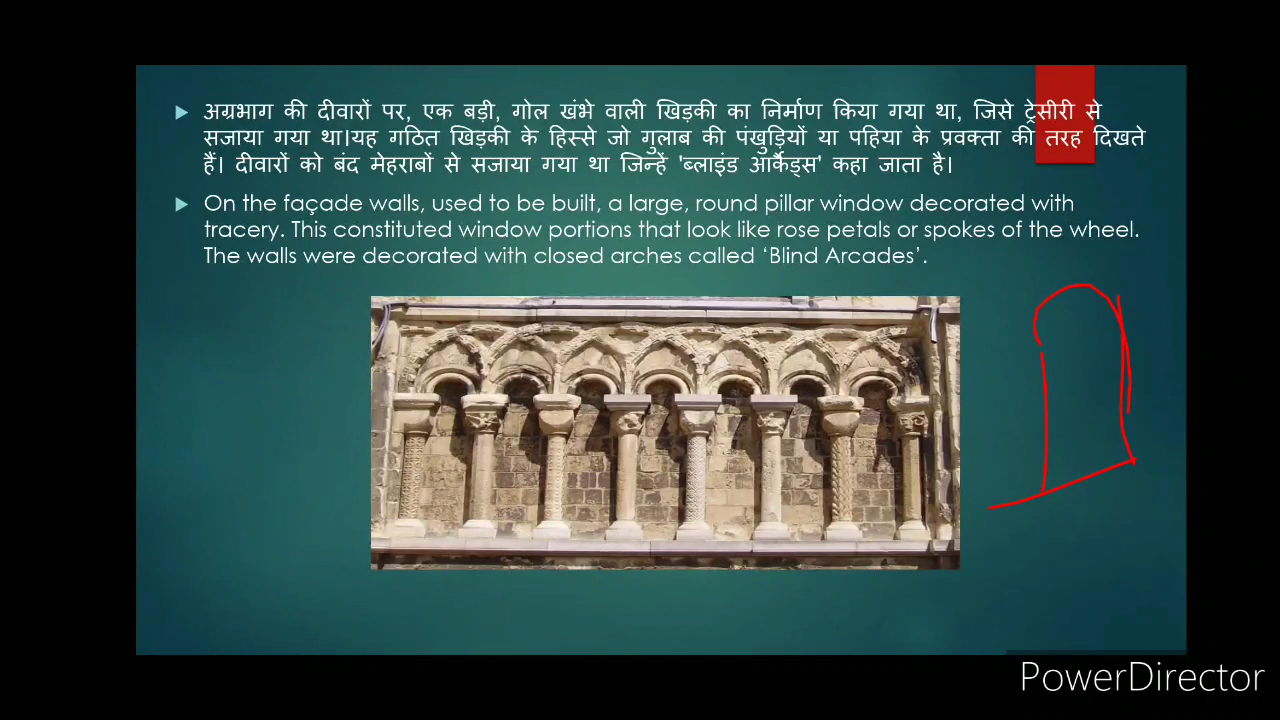 अग्रभाग की दीवारों पर, एक बड़ी, गोल खंभे वाली खिड़की का निर्माण किया गया था, जिसे ट्रेसीरी से
सजाया गया था।यह गठित खिड़की के हिस्से जो गुलाब की पंखुड़ियों या पहिया के प्रवक्ता की तरह दिखते
हैं। दीवारों को बंद मेहराबों से सजाया गया था जिन्हें 'ब्लाइंड आर्कैड्स' कहा जाता है।
On the façade walls, used to be built, a large, round pillar window decorated with
tracery. This constituted window portions that look like rose petals or spokes of the wheel.
The walls were decorated with closed arches called ‘Blind Arcades’.
PowerDirector